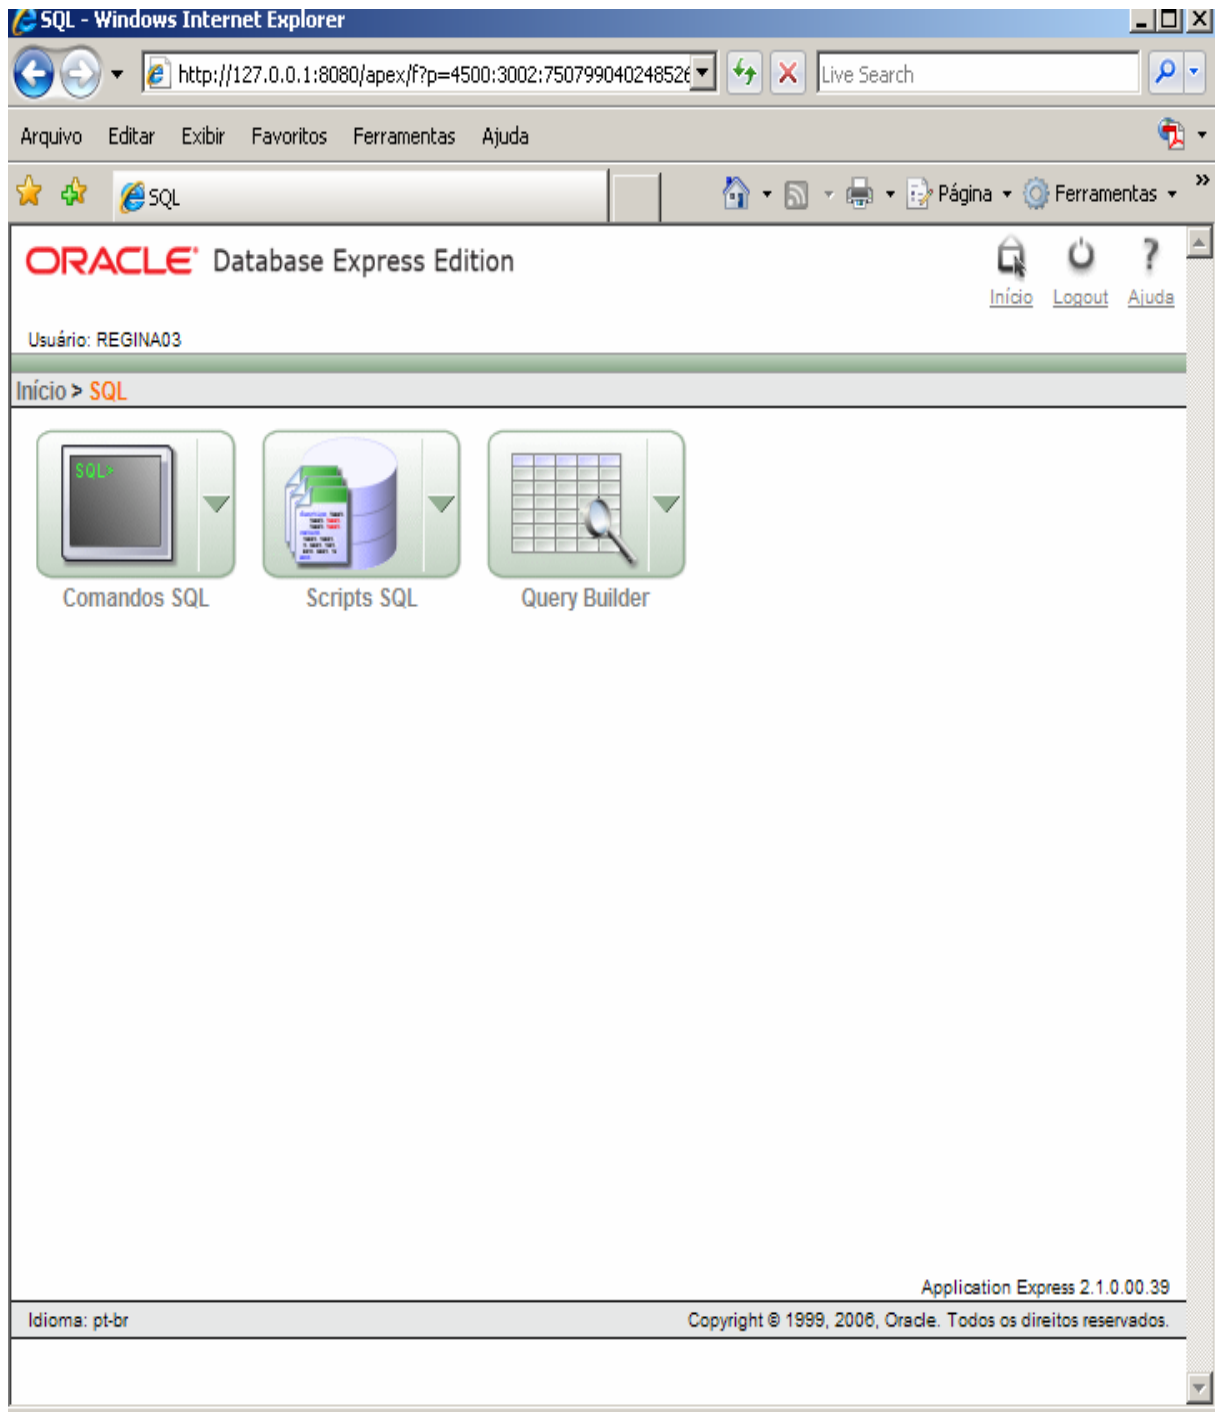 SQL - Windows Internet Explorer
http://127.0.0.1:8080/apex/f?p=4500:3002:750799040248526
Live Search
Arquivo Editar Exibir Favoritos Ferramentas Ajuda
SQL
Página Ferramentas
ORACLE Database Express Edition
Início Logout Ajuda
Usuário: REGINA03
Início > SQL
SQL>
Comandos SQL Scripts SQL Query Builder
Application Express 2.1.0.00.39
Idioma: pt-br
Copyright © 1999, 2006, Oracle. Todos os direitos reservados.